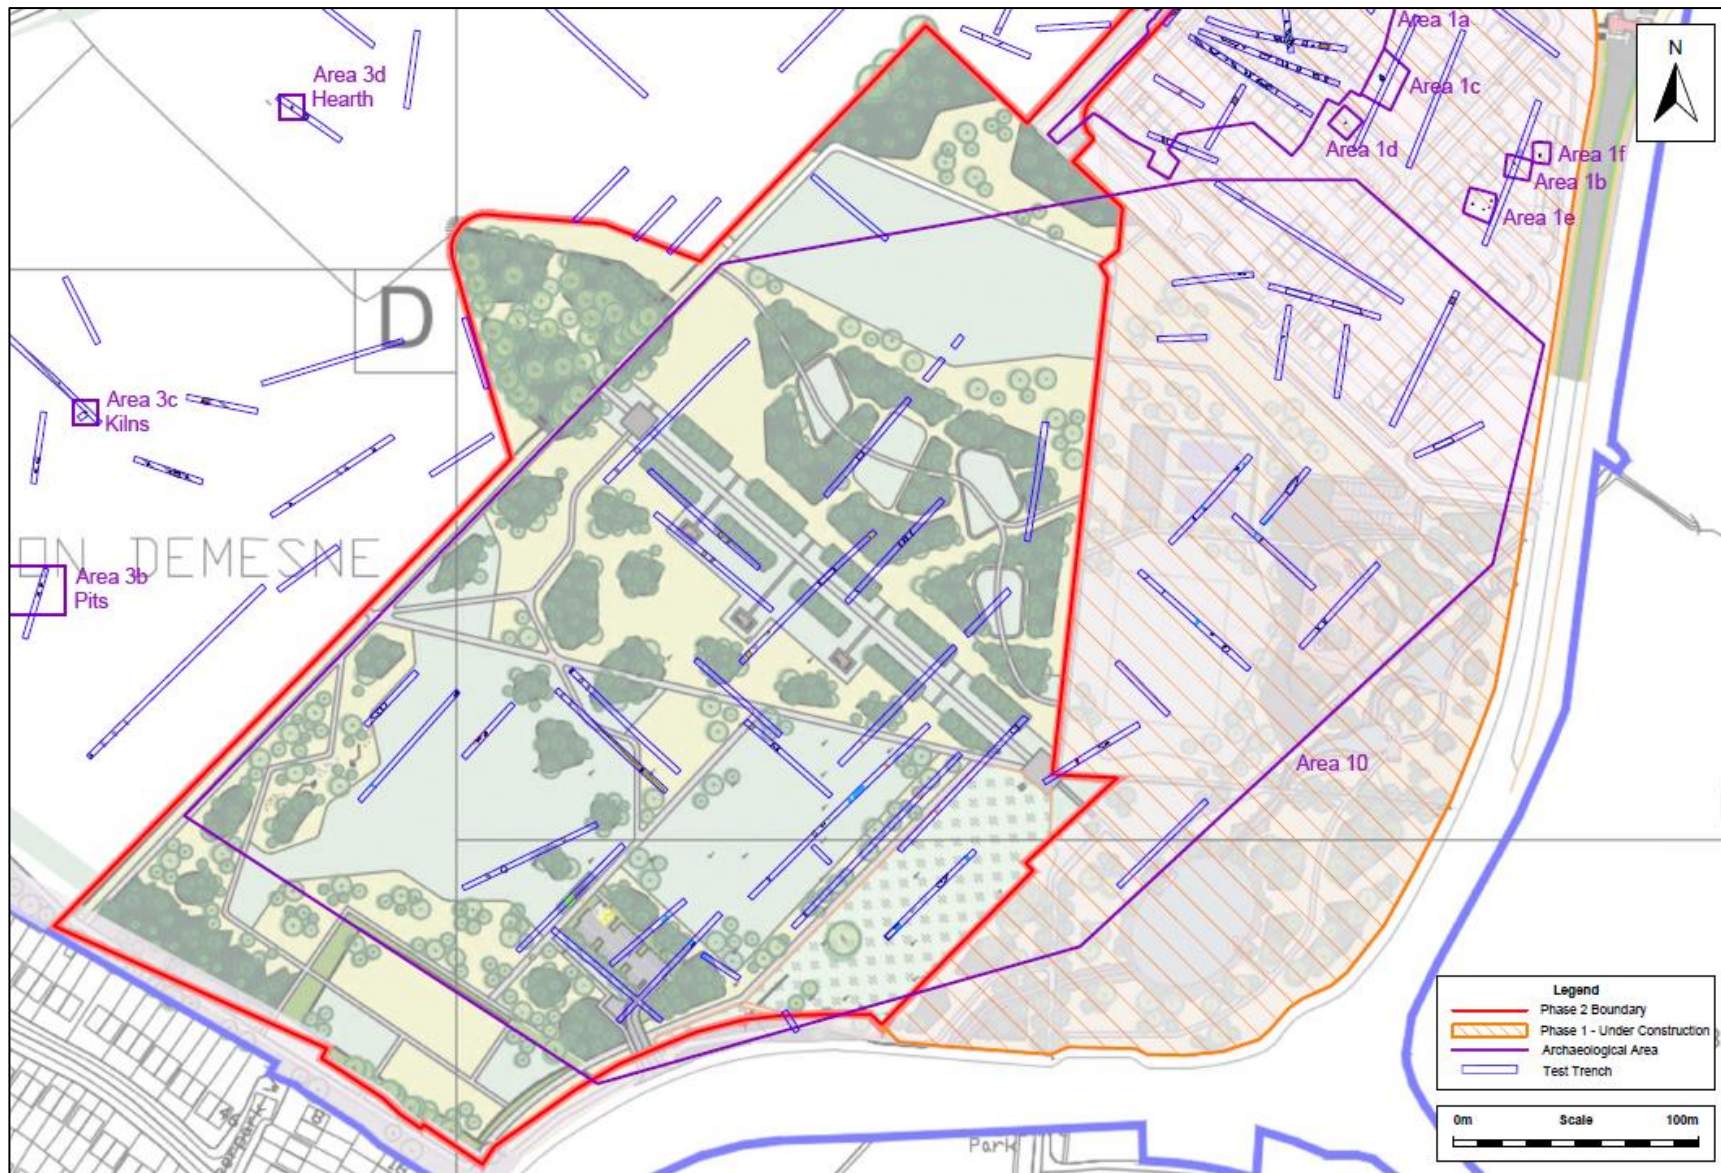 Area 1a
N
Area 3d
Hearth
Area 1c
Area 1d
Area 1f
Area 1b
Area 1e
D
Area 3c
Kilns
ON DEMESNE
Area 3b
Pits
Area 10
Legend
Phase 2 Boundary
Phase 1 - Under Construction
Archaeological Area
Test Trench
0m Scale 100m
Park